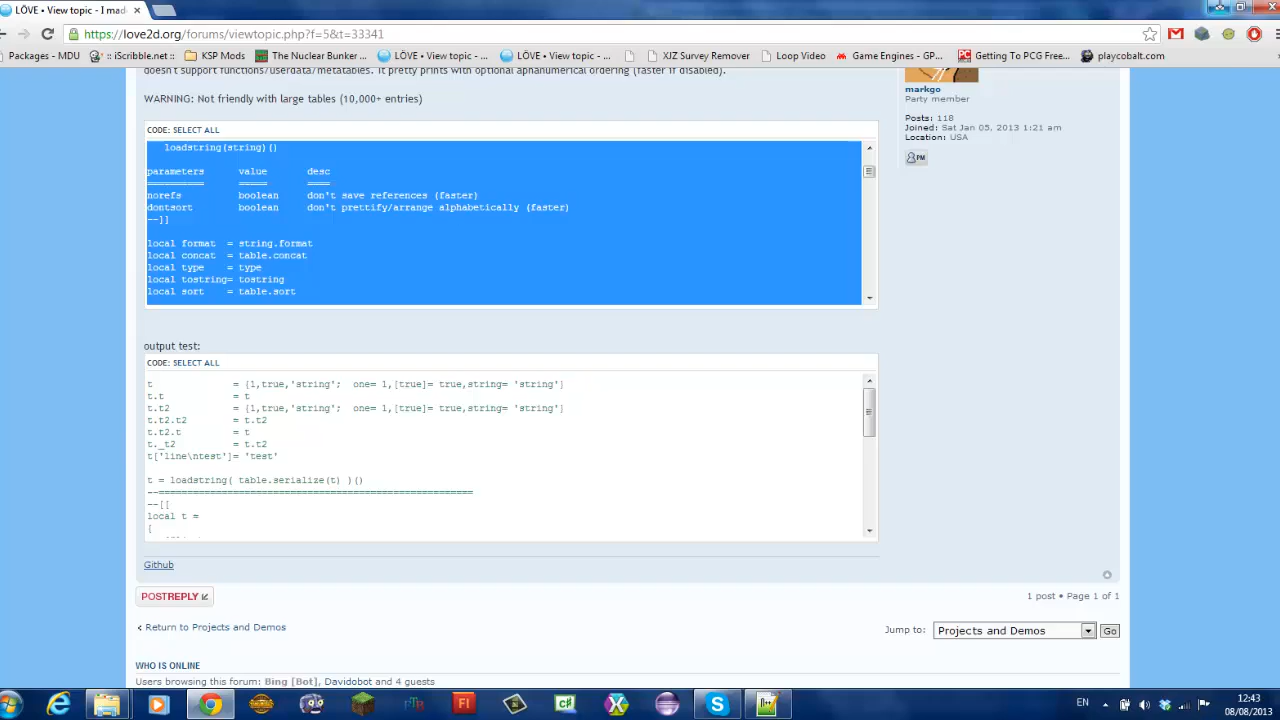 LÖVE • View topic - I mad
https://love2d.org/forums/viewtopic.php?f=5&t=33341
Packages - MDU
:: iScribble.net ::
KSP Mods
The Nuclear Bunker ...
LÖVE • View topic - ...
LÖVE • View topic - ...
XIZ Survey Remover
Loop Video
Game Engines - GP...
Getting To PCG Free...
playcobalt.com
WARNING: Not friendly with large tables (10,000+ entries)
markgo
Party member
Posts: 118
Joined: Sat Jan 05, 2013 1:21 am
Location: USA
PM
CODE: SELECT ALL
loadstring(string)()
parameters value desc
========== ===== ====
norefs boolean don't save references (faster)
dontsort boolean don't prettify/arrange alphabetically (faster)
--]]
local format = string.format
local concat = table.concat
local type = type
local tostring= tostring
local sort = table.sort
output test:
CODE: SELECT ALL
t = {1,true,'string'; one= 1,[true]= true,string= 'string'}
t.t = t
t.t2 = {1,true,'string'; one= 1,[true]= true,string= 'string'}
t.t2.t2 = t.t2
t.t2.t = t
t._t2 = t.t2
t['line\ntest']= 'test'
t = loadstring( table.serialize(t) )()
--=======================================================
--[[
local t =
{
Github
POSTREPLY
1 post • Page 1 of 1
Return to Projects and Demos
Jump to: Projects and Demos Go
WHO IS ONLINE
Users browsing this forum: Bing [Bot], Davidobot and 4 guests
EN
12:43
08/08/2013